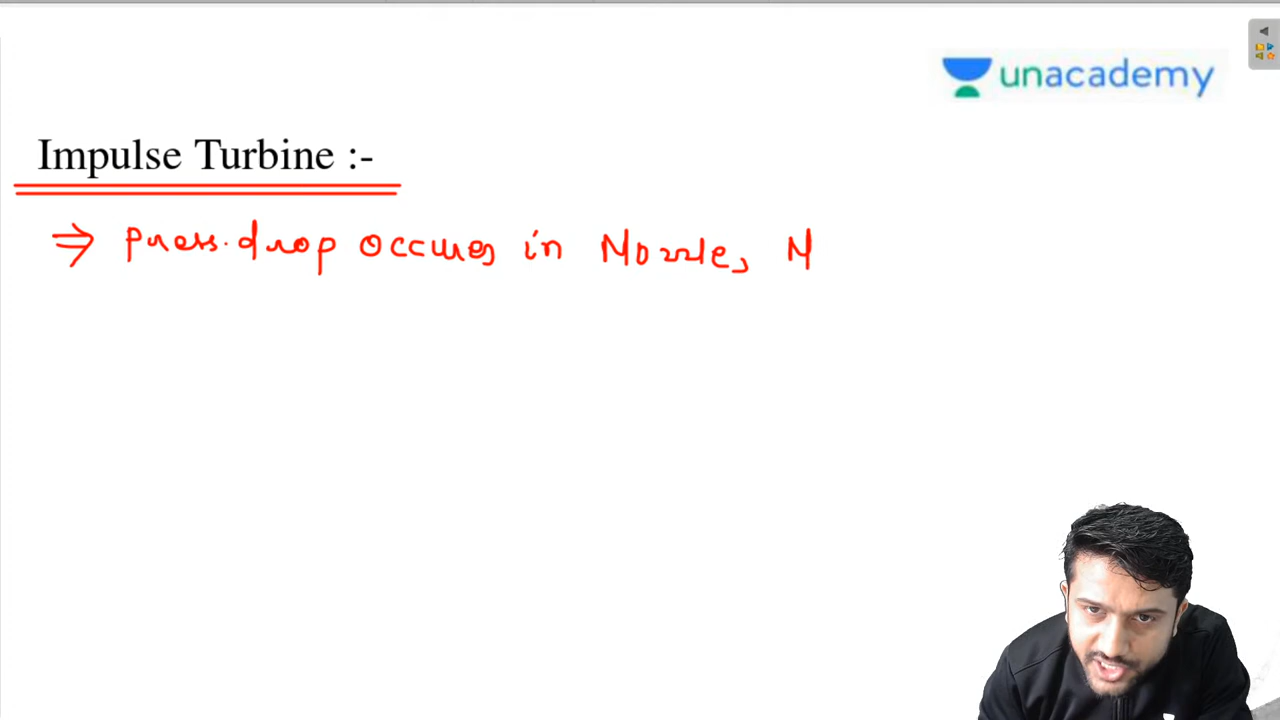 unacademy
Impulse Turbine :-
⇒ press. drop occurs in Nozzle, N